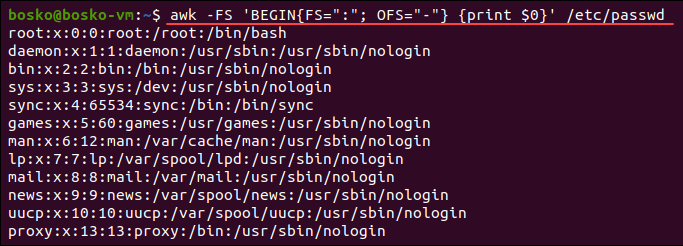 bosko@bosko-vm:~$ awk -FS 'BEGIN{FS=":"; OFS="-"} {print $0}' /etc/passwd
root:x:0:0:root:/root:/bin/bash
daemon:x:1:1:daemon:/usr/sbin:/usr/sbin/nologin
bin:x:2:2:bin:/bin:/usr/sbin/nologin
sys:x:3:3:sys:/dev:/usr/sbin/nologin
sync:x:4:65534:sync:/bin:/bin/sync
games:x:5:60:games:/usr/games:/usr/sbin/nologin
man:x:6:12:man:/var/cache/man:/usr/sbin/nologin
lp:x:7:7:lp:/var/spool/lpd:/usr/sbin/nologin
mail:x:8:8:mail:/var/mail:/usr/sbin/nologin
news:x:9:9:news:/var/spool/news:/usr/sbin/nologin
uucp:x:10:10:uucp:/var/spool/uucp:/usr/sbin/nologin
proxy:x:13:13:proxy:/bin:/usr/sbin/nologin